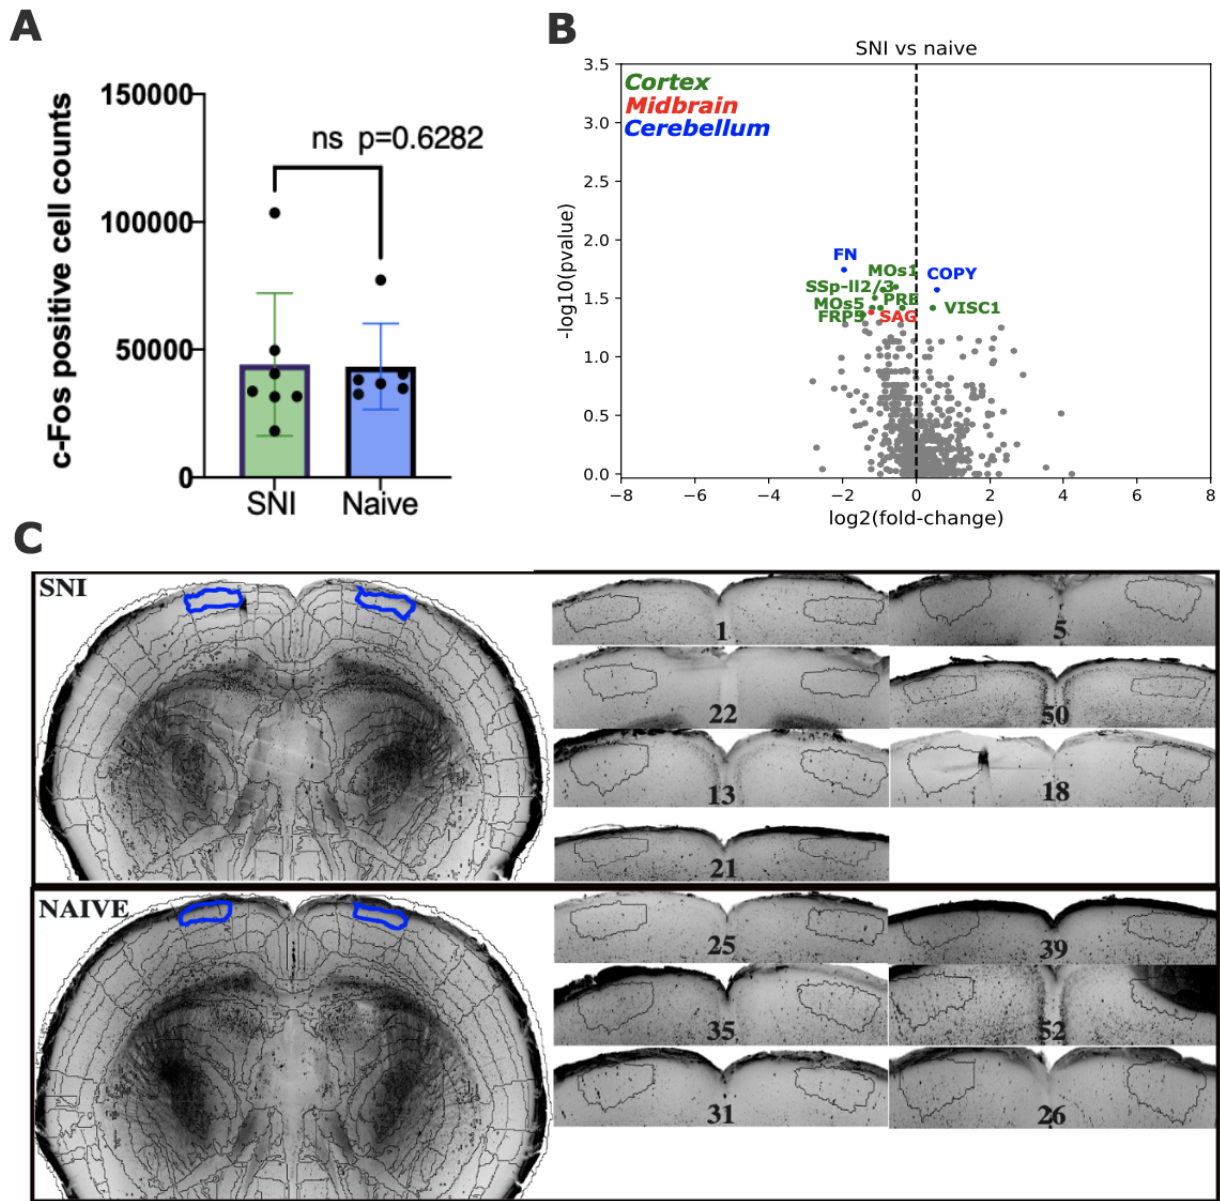 A
B
c-Fos positive cell counts
150000
100000
50000
0
ns p=0.6282
SNI
Naive
SNI vs naive
Cortex
Midbrain
Cerebellum
-log10(pvalue)
3.5
3.0
2.5
2.0
1.5
1.0
0.5
0.0
FN
MOs1
COPY
SSp-ll2/3
MOs5
PRE
VISC1
FRP5
SAG
−8
−6
−4
−2
0
2
4
6
8
log2(fold-change)
C
SNI
1
5
22
50
13
18
21
NAIVE
25
39
35
52
31
26